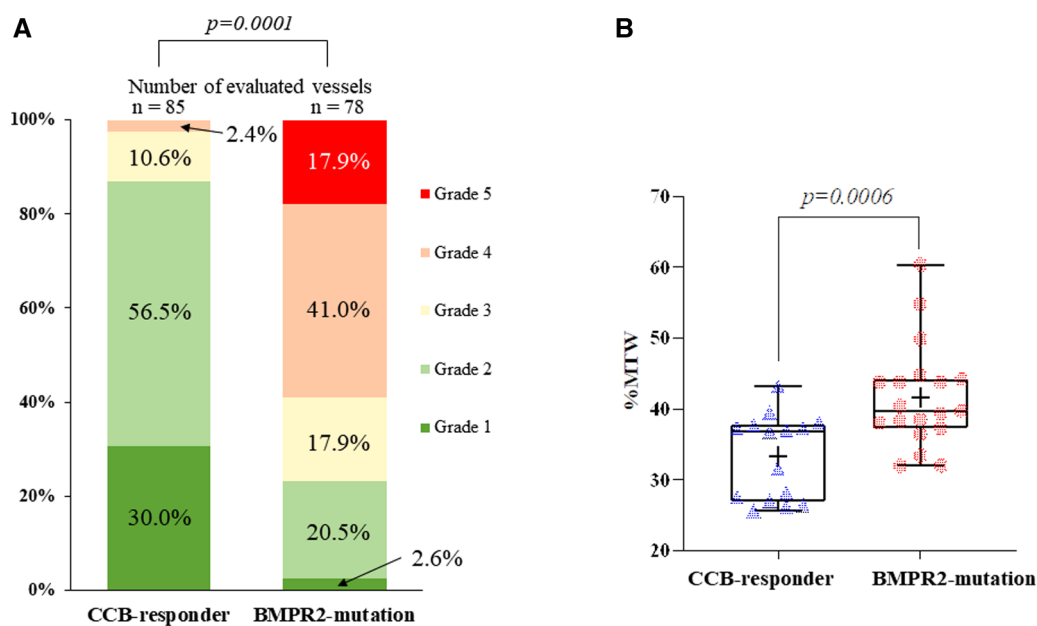 A
p=0.0001
Number of evaluated vessels
n = 85
n = 78
100%
80%
60%
40%
20%
0%
2.4%
10.6%
56.5%
30.0%
17.9%
41.0%
17.9%
20.5%
2.6%
CCB-responder
BMPR2-mutation
Grade 5
Grade 4
Grade 3
Grade 2
Grade 1
B
p=0.0006
%MTW
70
60
50
40
30
20
CCB-responder
BMPR2-mutation